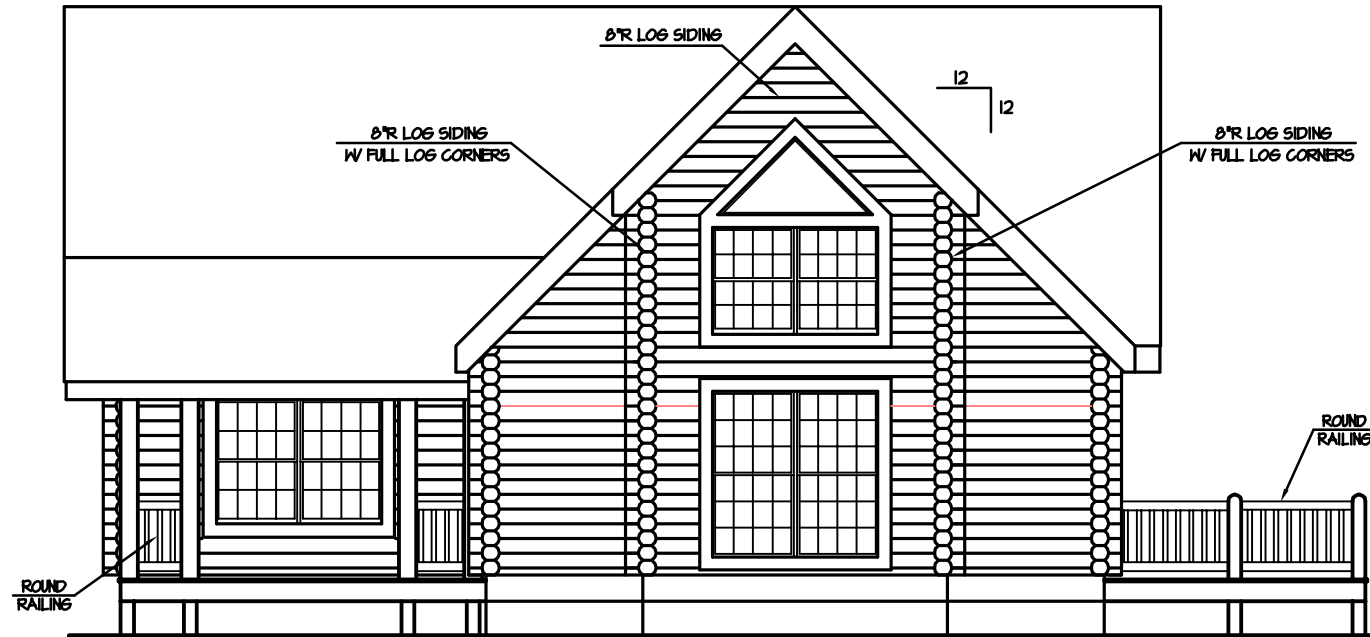 8"R LOG SIDING
12
12
8"R LOG SIDING
W/ FULL LOG CORNERS
8"R LOG SIDING
W/ FULL LOG CORNERS
ROUND
RAILING
ROUND
RAILING